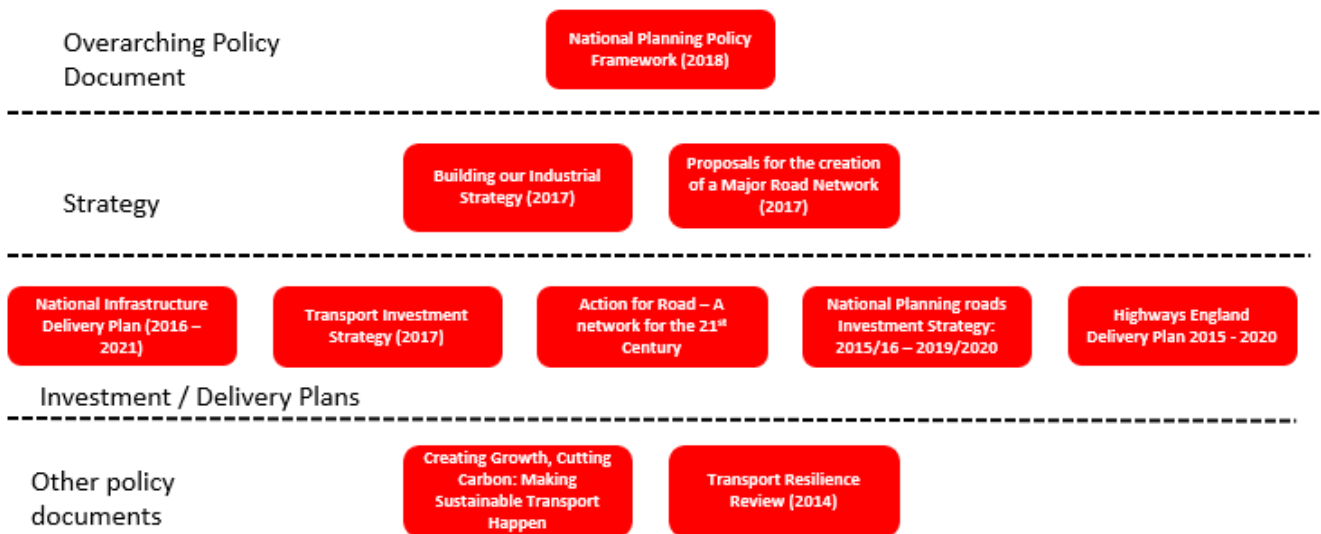 Overarching Policy
Document
National Planning Policy
Framework (2018)
Strategy
Building our Industrial
Strategy (2017)
Proposals for the creation
of a Major Road Network
(2017)
National Infrastructure
Delivery Plan (2016 –
2021)
Transport Investment
Strategy (2017)
Action for Road – A
network for the 21st
Century
National Planning roads
Investment Strategy:
2015/16 – 2019/2020
Highways England
Delivery Plan 2015 - 2020
Investment / Delivery Plans
Other policy
documents
Creating Growth, Cutting
Carbon: Making
Sustainable Transport
Happen
Transport Resilience
Review (2014)